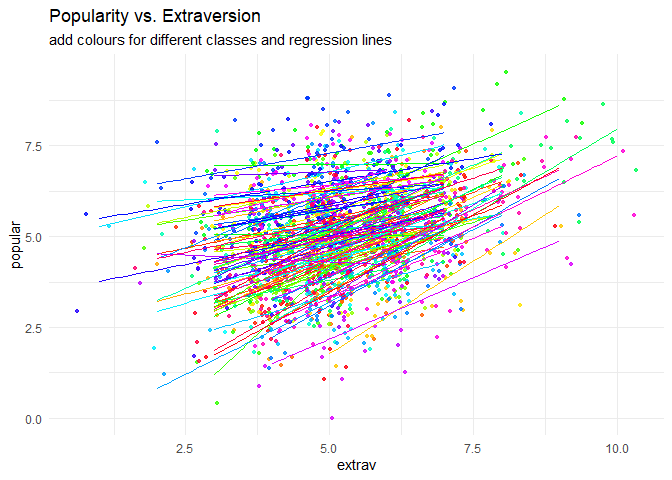 Popularity vs. Extraversion
add colours for different classes and regression lines
popular
7.5
5.0
2.5
0.0
2.5 5.0 7.5 10.0
extrav